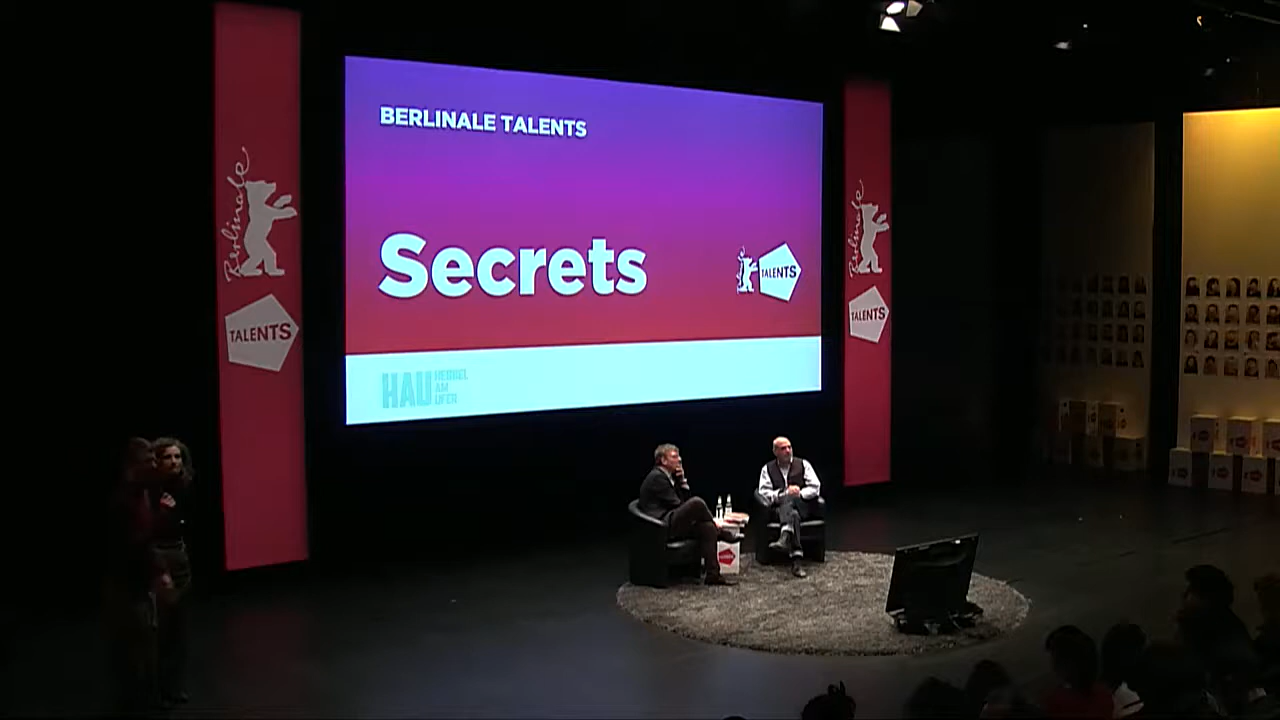 BERLINALE TALENTS
Secrets
TALENTS
HAU
HEBBEL
AM
UFER
Berlinale
TALENTS
Berlinale
TALENTS